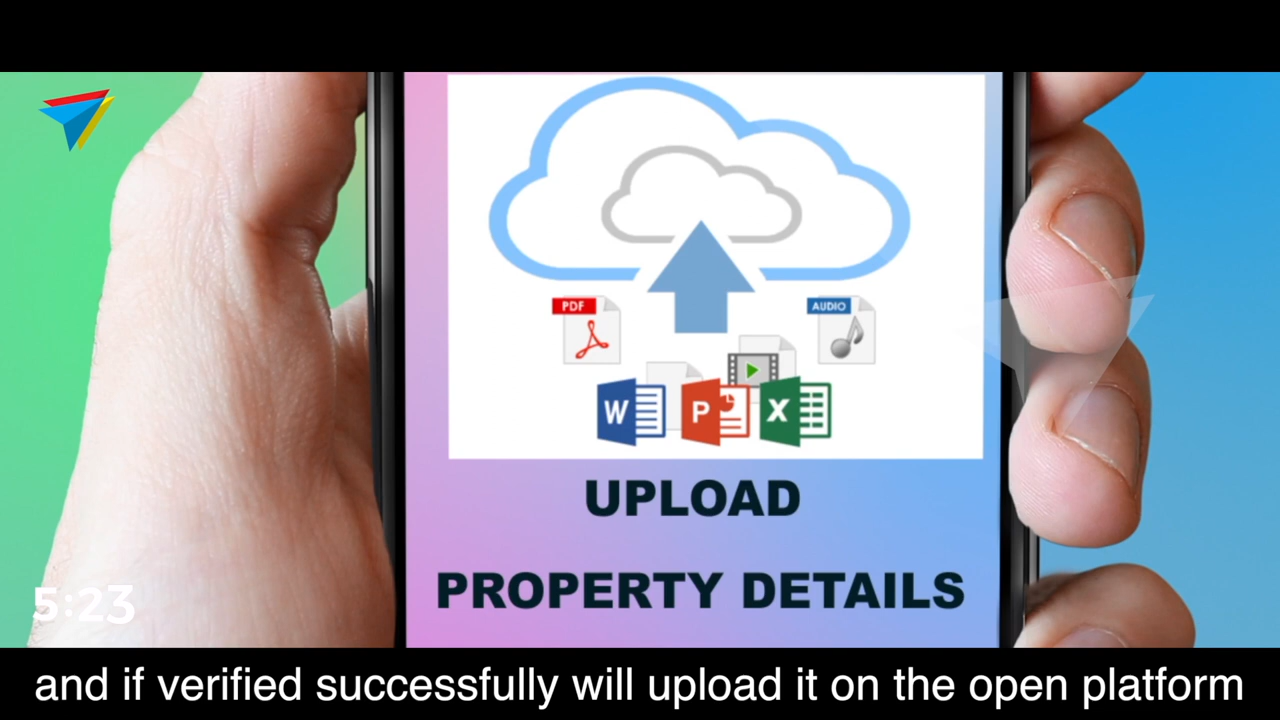 PDF
AUDIO
W
P
X
UPLOAD
PROPERTY DETAILS
5:23
and if verified successfully will upload it on the open platform